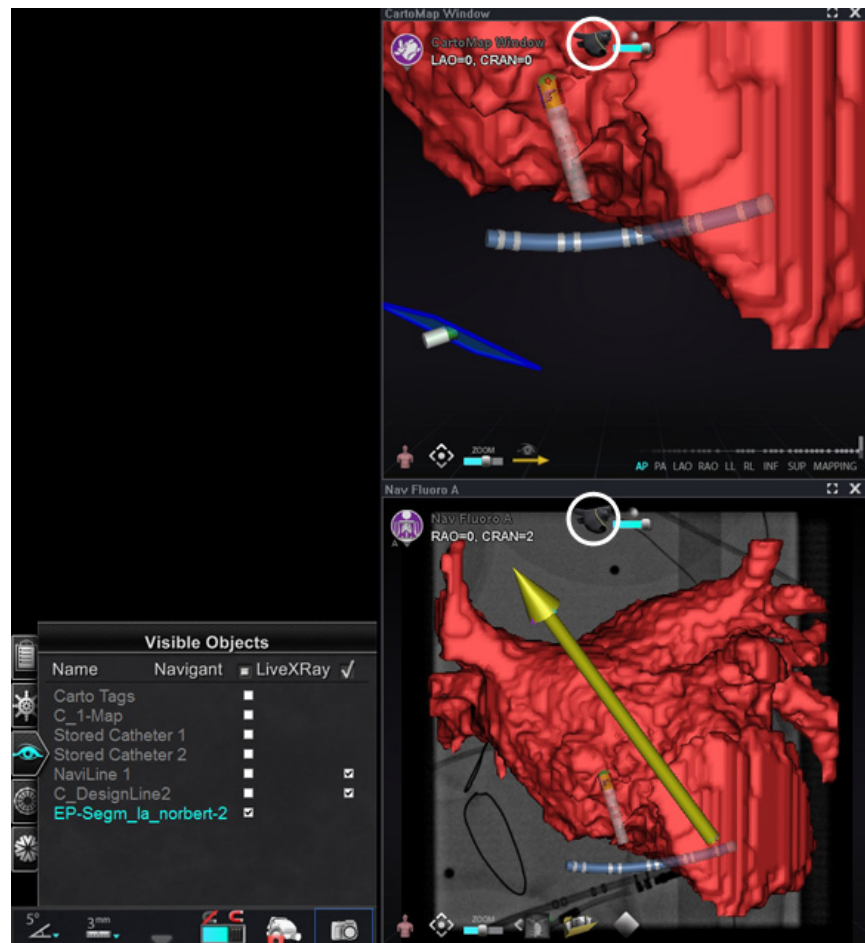 CartoMap Window
CartoMap Window
LAO=0, CRAN=0
ZOOM
AP PA LAO RAO LL RL INF SUP MAPPING
Nav Fluoro A
Nav Fluoro A
RAO=0, CRAN=2
A
ZOOM
Visible Objects
Name Navigant LiveXRay
Carto Tags
C_1-Map
Stored Catheter 1
Stored Catheter 2
NaviLine 1
C_DesignLine2
EP-Segm_la_norbert-2
5° 3mm